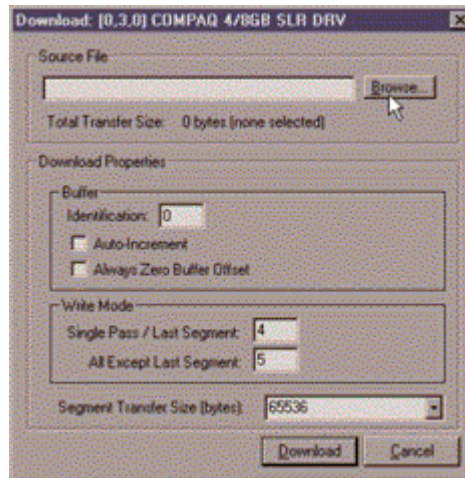 Download: [0,3,0] COMPAQ 4/8GB SLR DRV
Source File
Browse...
Total Transfer Size: 0 bytes (none selected)
Download Properties
Buffer
Identification: 0
Auto-Increment
Always Zero Buffer Offset
Write Mode
Single Pass / Last Segment: 4
All Except Last Segment: 5
Segment Transfer Size (bytes): 65536
Download Cancel